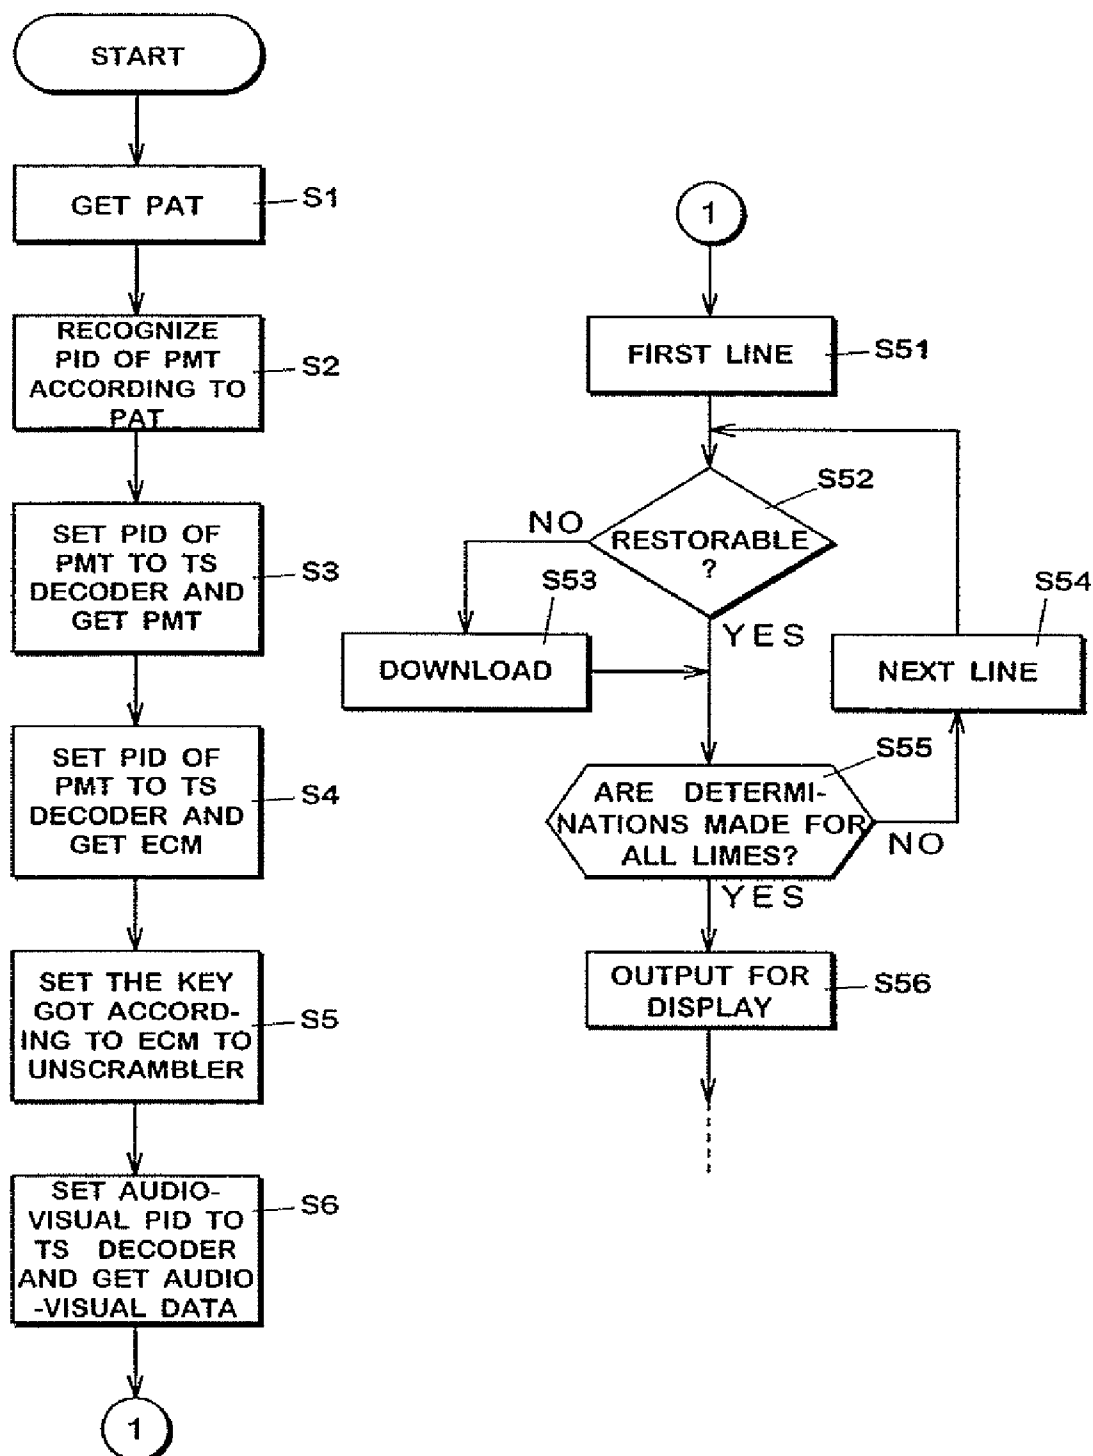 START
GET PAT
S1
RECOGNIZE
PID OF PMT
ACCORDING TO
PAT
S2
SET PID OF
PMT TO TS
DECODER AND
GET PMT
S3
SET PID OF
PMT TO TS
DECODER AND
GET ECM
S4
SET THE KEY
GOT ACCORD-
ING TO ECM TO
UNSCRAMBLER
S5
SET AUDIO-
VISUAL PID TO
TS DECODER
AND GET AUDIO
-VISUAL DATA
S6
1
1
FIRST LINE
S51
RESTORABLE
?
S52
NO
YES
S53
DOWNLOAD
S54
NEXT LINE
S55
ARE DETERMI-
NATIONS MADE FOR
ALL LIMES?
NO
YES
OUTPUT FOR
DISPLAY
S56